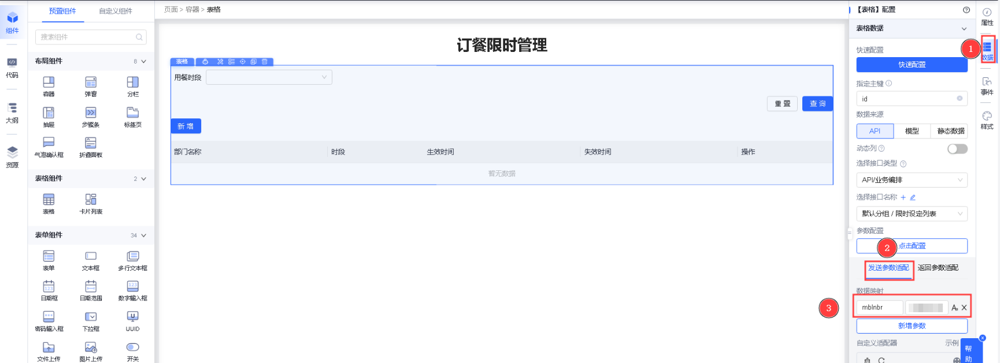 组件
代码
大纲
资源
预置组件
自定义组件
搜索组件
布局组件 8
容器
弹窗
分栏
抽屉
步骤条
标签页
气泡确认框
折叠面板
表格组件 2
表格
卡片列表
表单组件 34
表单
文本框
多行文本框
日期框
日期范围
数字输入框
密码输入框
下拉框
UUID
文件上传
图片上传
开关
页面 > 容器 > 表格
订餐限时管理
表格
用餐时段
重 置
查 询
新 增
部门名称
时段
生效时间
失效时间
操作
暂无数据
【表格】配置
表格数据
快速配置
快速配置
指定主键
id
数据来源
API
模型
静态数据
动态列
选择接口类型
API/业务编排
选择接口名称
默认分组 / 限时设定列表
参数配置
2
点击配置
发送参数适配
返回参数适配
数据映射
3
mblnbr
新增参数
自定义适配器
示例
帮
助
属性
1
数据
事件
样式